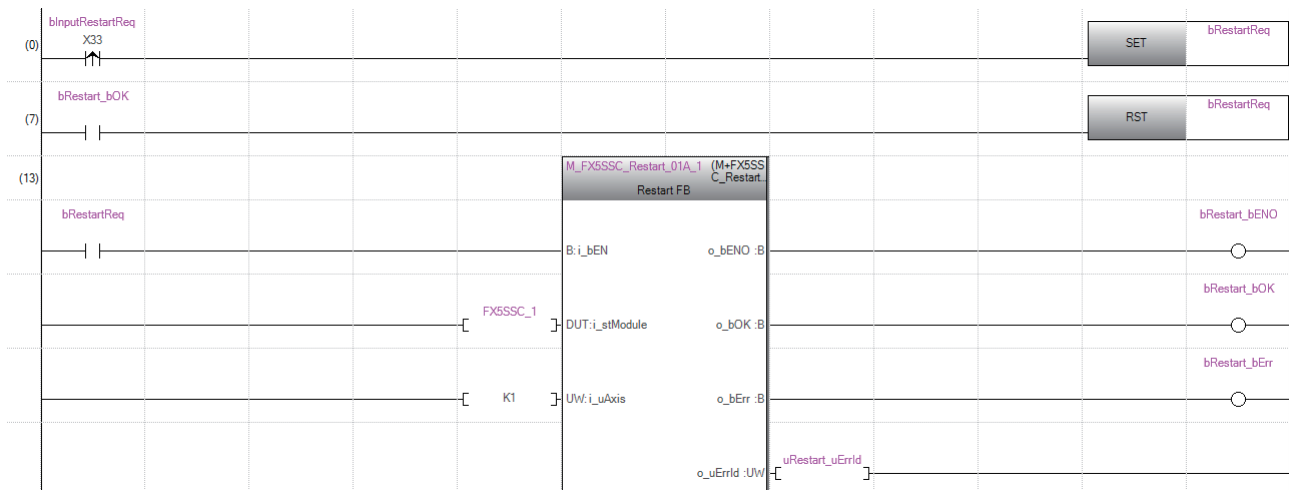 bInputRestartReq
X33
(0)
SET
bRestartReq
bRestart_bOK
(7)
RST
bRestartReq
(13)
M_FX5SSC_Restart_01A_1
(M+FX5SS
C_Restart..
Restart FB
bRestartReq
B:i_bEN
o_bENO :B
bRestart_bENO
FX5SSC_1
DUT:i_stModule
o_bOK :B
bRestart_bOK
K1
UW:i_uAxis
o_bErr :B
bRestart_bErr
o_uErrId :UW
uRestart_uErrId